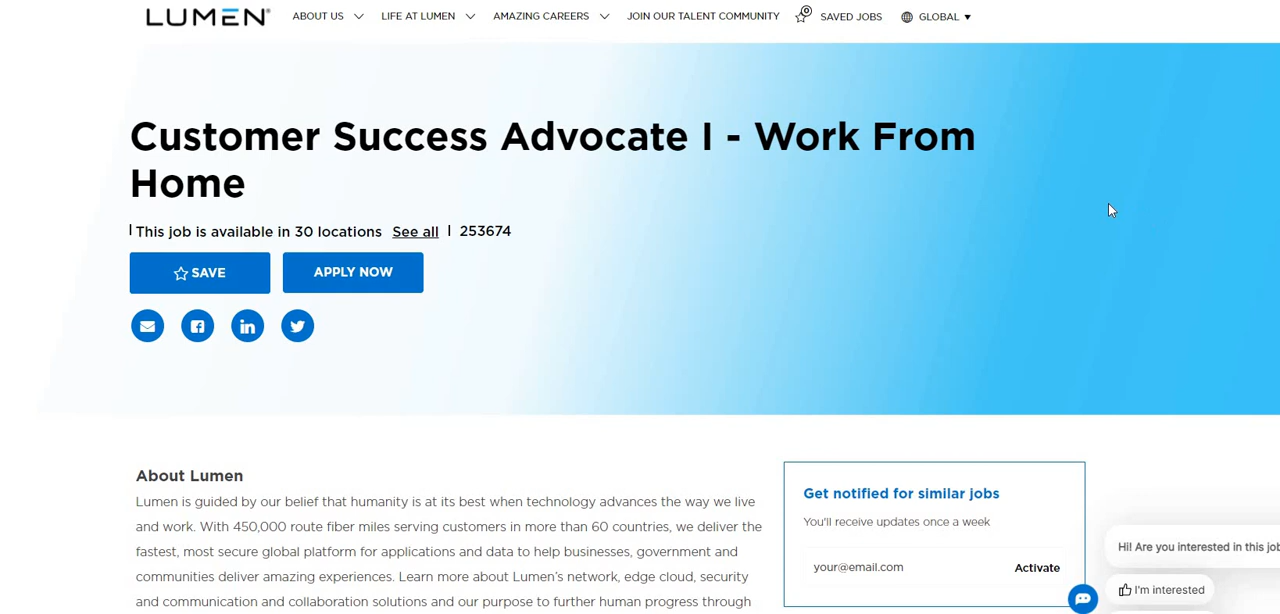 LUMEN®
ABOUT US LIFE AT LUMEN AMAZING CAREERS JOIN OUR TALENT COMMUNITY 0 SAVED JOBS GLOBAL
Customer Success Advocate I - Work From
Home
This job is available in 30 locations See all | 253674
SAVE APPLY NOW
About Lumen
Lumen is guided by our belief that humanity is at its best when technology advances the way we live
and work. With 450,000 route fiber miles serving customers in more than 60 countries, we deliver the
fastest, most secure global platform for applications and data to help businesses, government and
communities deliver amazing experiences. Learn more about Lumen's network, edge cloud, security
and communication and collaboration solutions and our purpose to further human progress through
Get notified for similar jobs
You'll receive updates once a week
your@email.com Activate
Hi! Are you interested in this job
I'm interested